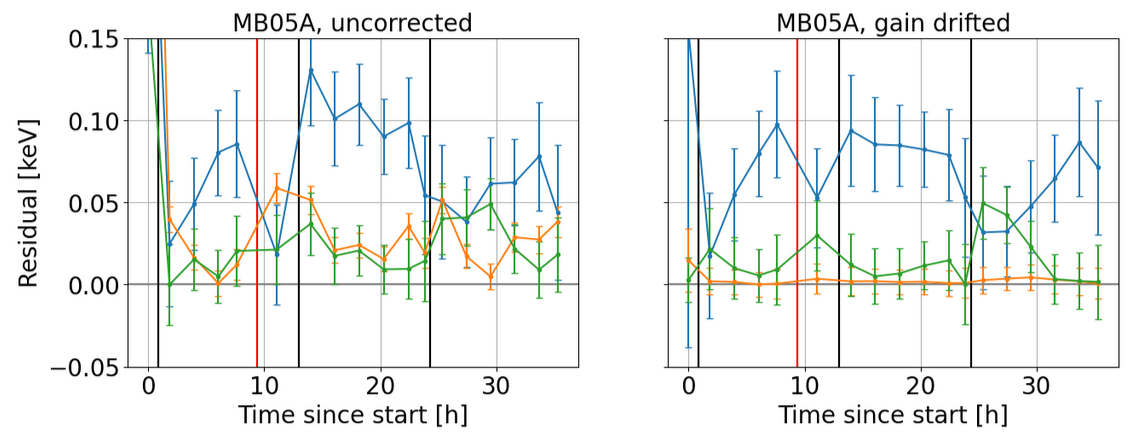 MB05A, uncorrected
MB05A, gain drifted
Residual [keV]
0.15
0.10
0.05
0.00
−0.05
0 10 20 30
0 10 20 30
Time since start [h]
Time since start [h]